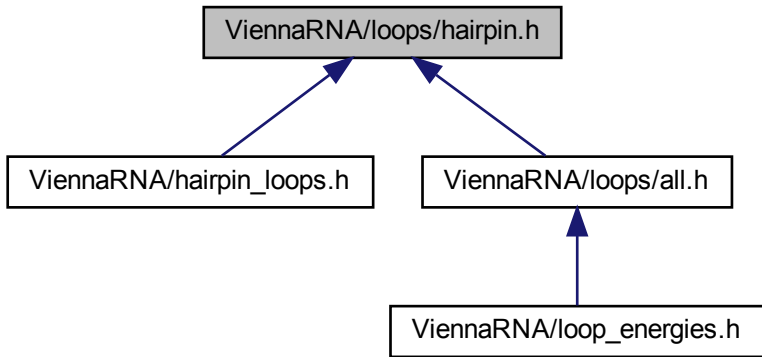 ViennaRNA/loops/hairpin.h
ViennaRNA/hairpin_loops.h
ViennaRNA/loops/all.h
ViennaRNA/loop_energies.h